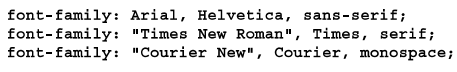 font-family: Arial, Helvetica, sans-serif;
font-family: "Times New Roman", Times, serif;
font-family: "Courier New", Courier, monospace;